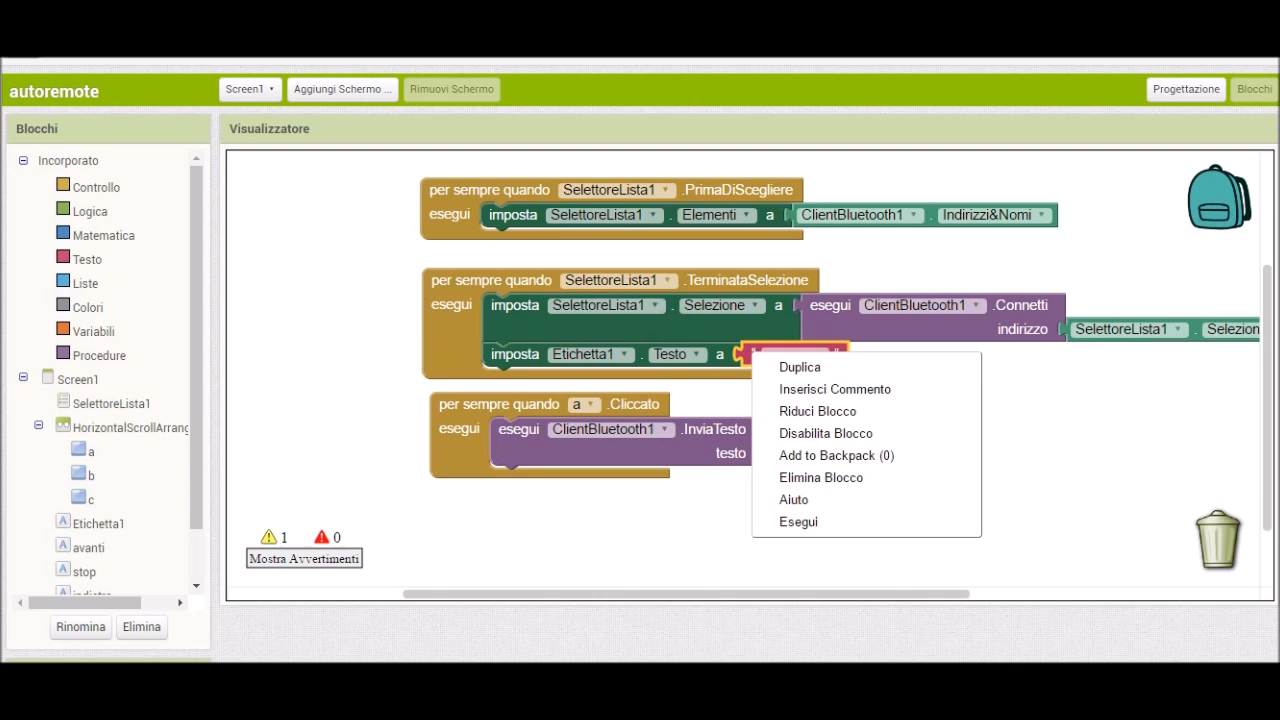 autoremote
Screen1
Aggiungi Schermo ...
Rimuovi Schermo
Progettazione
Blocchi
Blocchi
Visualizzatore
Incorporato
Controllo
Logica
Matematica
Testo
Liste
Colori
Variabili
Procedure
Screen1
SelettoreLista1
HorizontalScrollArrang
a
b
c
Etichetta1
avanti
stop
Rinomina
Elimina
per sempre quando SelettoreLista1 .PrimaDiScegliere
esegui imposta SelettoreLista1 . Elementi a ClientBluetooth1 . Indirizzi&Nomi
per sempre quando SelettoreLista1 .TerminataSelezione
esegui imposta SelettoreLista1 . Selezione a esegui ClientBluetooth1 .Connetti
indirizzo SelettoreLista1 . Selezion
imposta Etichetta1 . Testo a
per sempre quando a .Cliccato
esegui esegui ClientBluetooth1 .InviaTesto
testo
Duplica
Inserisci Commento
Riduci Blocco
Disabilita Blocco
Add to Backpack (0)
Elimina Blocco
Aiuto
Esegui
1 0
Mostra Avvertimenti